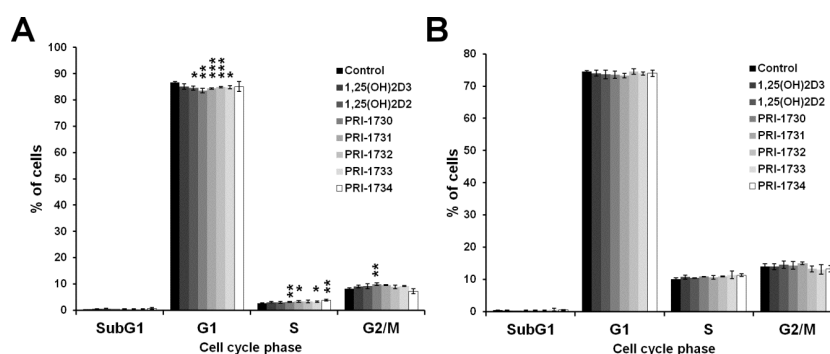 A
% of cells
100
90
80
70
60
50
40
30
20
10
0
* ** *** *** *
** * * **
**
SubG1 G1 S G2/M
Cell cycle phase
Control
1,25(OH)2D3
1,25(OH)2D2
PRI-1730
PRI-1731
PRI-1732
PRI-1733
PRI-1734
B
% of cells
80
70
60
50
40
30
20
10
0
SubG1 G1 S G2/M
Cell cycle phase
Control
1,25(OH)2D3
1,25(OH)2D2
PRI-1730
PRI-1731
PRI-1732
PRI-1733
PRI-1734